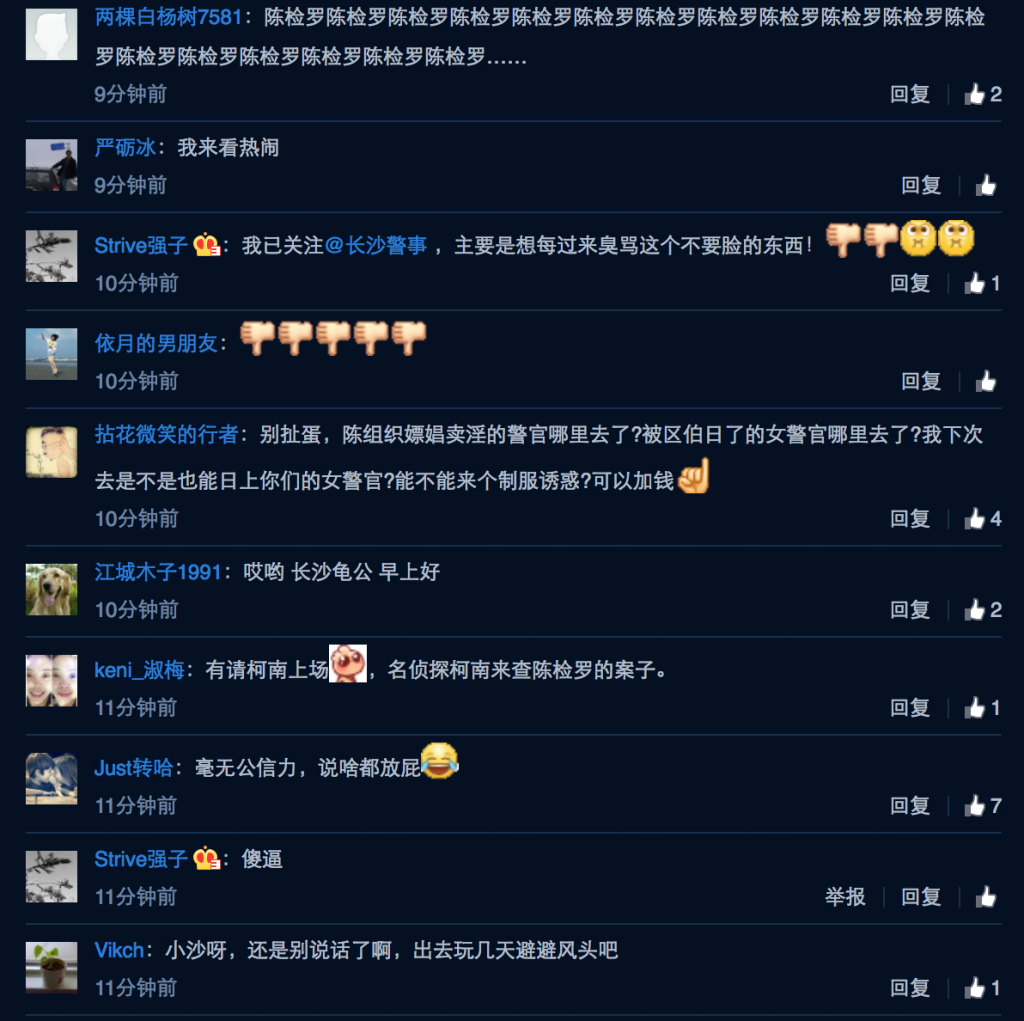 两棵白杨树7581：陈检罗陈检罗陈检罗陈检罗陈检罗陈检罗陈检罗陈检罗陈检罗陈检罗陈检罗陈检
罗陈检罗陈检罗陈检罗陈检罗陈检罗陈检罗……
9分钟前 回复 2
严砺冰：我来看热闹
9分钟前 回复
Strive强子：我已关注@长沙警事 ，主要是想每过来臭骂这个不要脸的东西！
10分钟前 回复 1
依月的男朋友：
10分钟前 回复
拈花微笑的行者：别扯蛋，陈组织嫖娼卖淫的警官哪里去了?被区伯日了的女警官哪里去了?我下次
去是不是也能日上你们的女警官?能不能来个制服诱惑?可以加钱
10分钟前 回复 4
江城木子1991：哎哟 长沙龟公 早上好
10分钟前 回复 2
keni_淑梅：有请柯南上场，名侦探柯南来查陈检罗的案子。
11分钟前 回复 1
Just转哈：毫无公信力，说啥都放屁
11分钟前 回复 7
Strive强子：傻逼
11分钟前 举报 回复
Vikch：小沙呀，还是别说话了啊，出去玩几天避避风头吧
11分钟前 回复 1